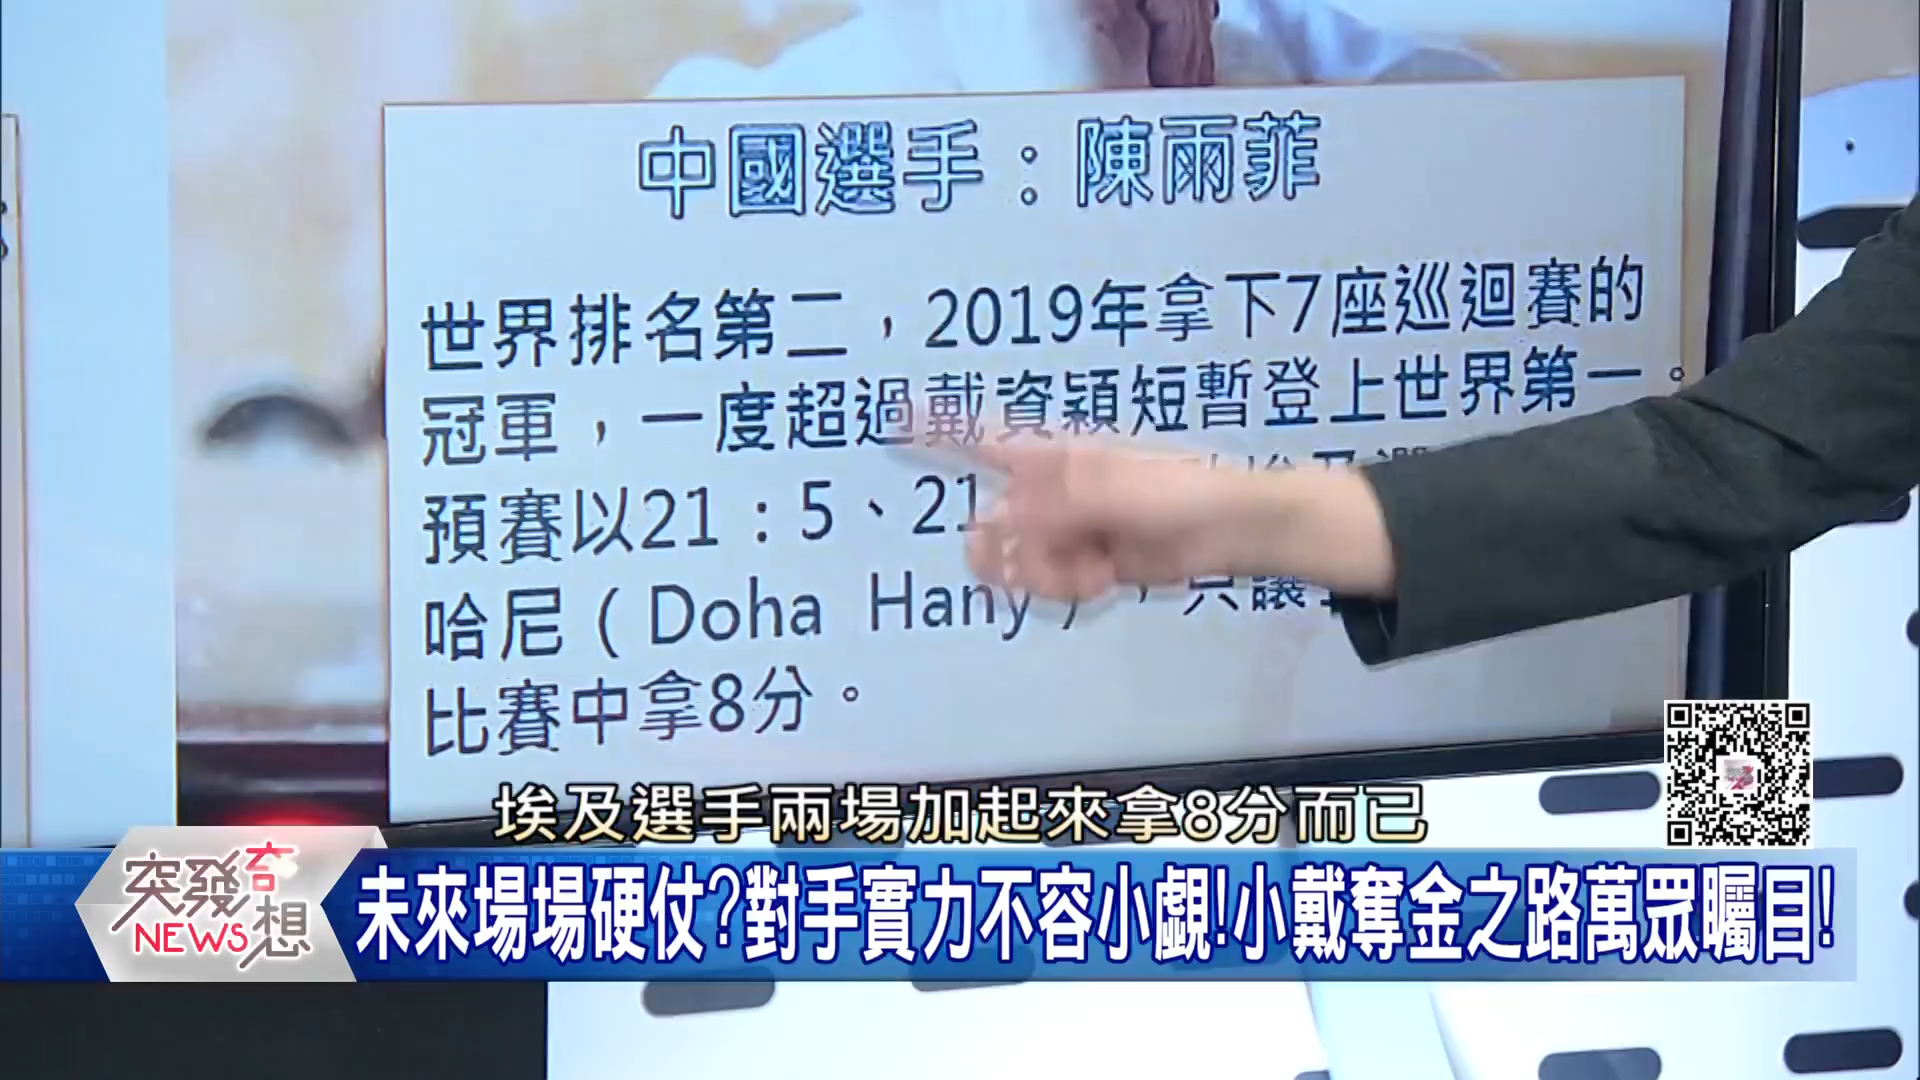 中國選手：陳雨菲
世界排名第二，2019年拿下7座巡迴賽的
冠軍，一度超過戴資穎短暫登上世界第一。
預賽以21：5、21
哈尼（Doha Hany），只讓
比賽中拿8分。
埃及選手兩場加起來拿8分而已
突發奇想
NEWS
未來場場硬仗?對手實力不容小覷!小戴奪金之路萬眾矚目!